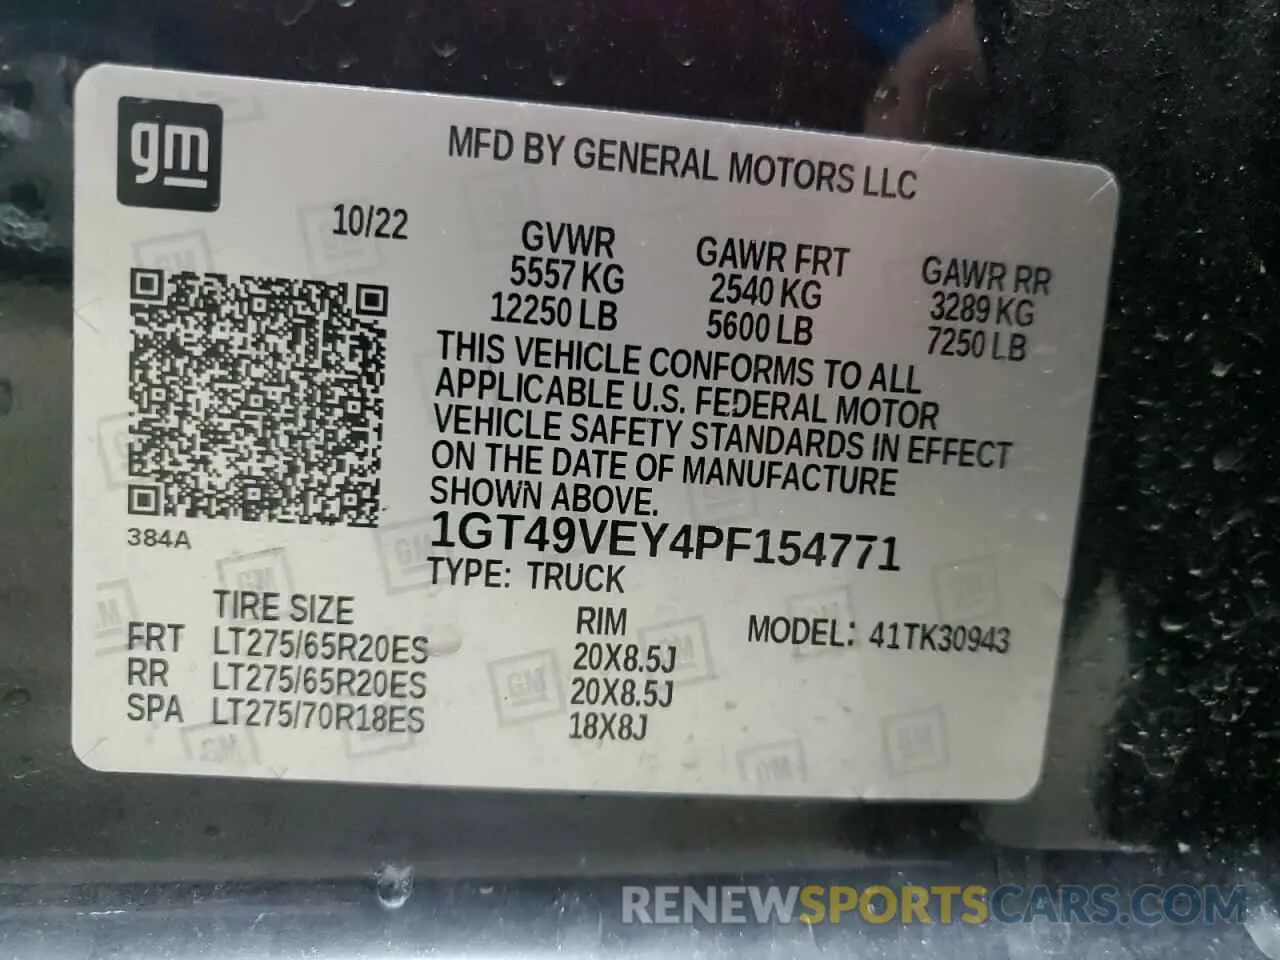 gm
MFD BY GENERAL MOTORS LLC
10/22
GVWR
5557 KG
12250 LB
GAWR FRT
2540 KG
5600 LB
GAWR RR
3289 KG
7250 LB
THIS VEHICLE CONFORMS TO ALL
APPLICABLE U.S. FEDERAL MOTOR
VEHICLE SAFETY STANDARDS IN EFFECT
ON THE DATE OF MANUFACTURE
SHOWN ABOVE.
384A
1GT49VEY4PF154771
TYPE: TRUCK
TIRE SIZE RIM MODEL: 41TK30943
FRT LT275/65R20ES 20X8.5J
RR LT275/65R20ES 20X8.5J
SPA LT275/70R18ES 18X8J
RENEWSPORTSCARS.COM